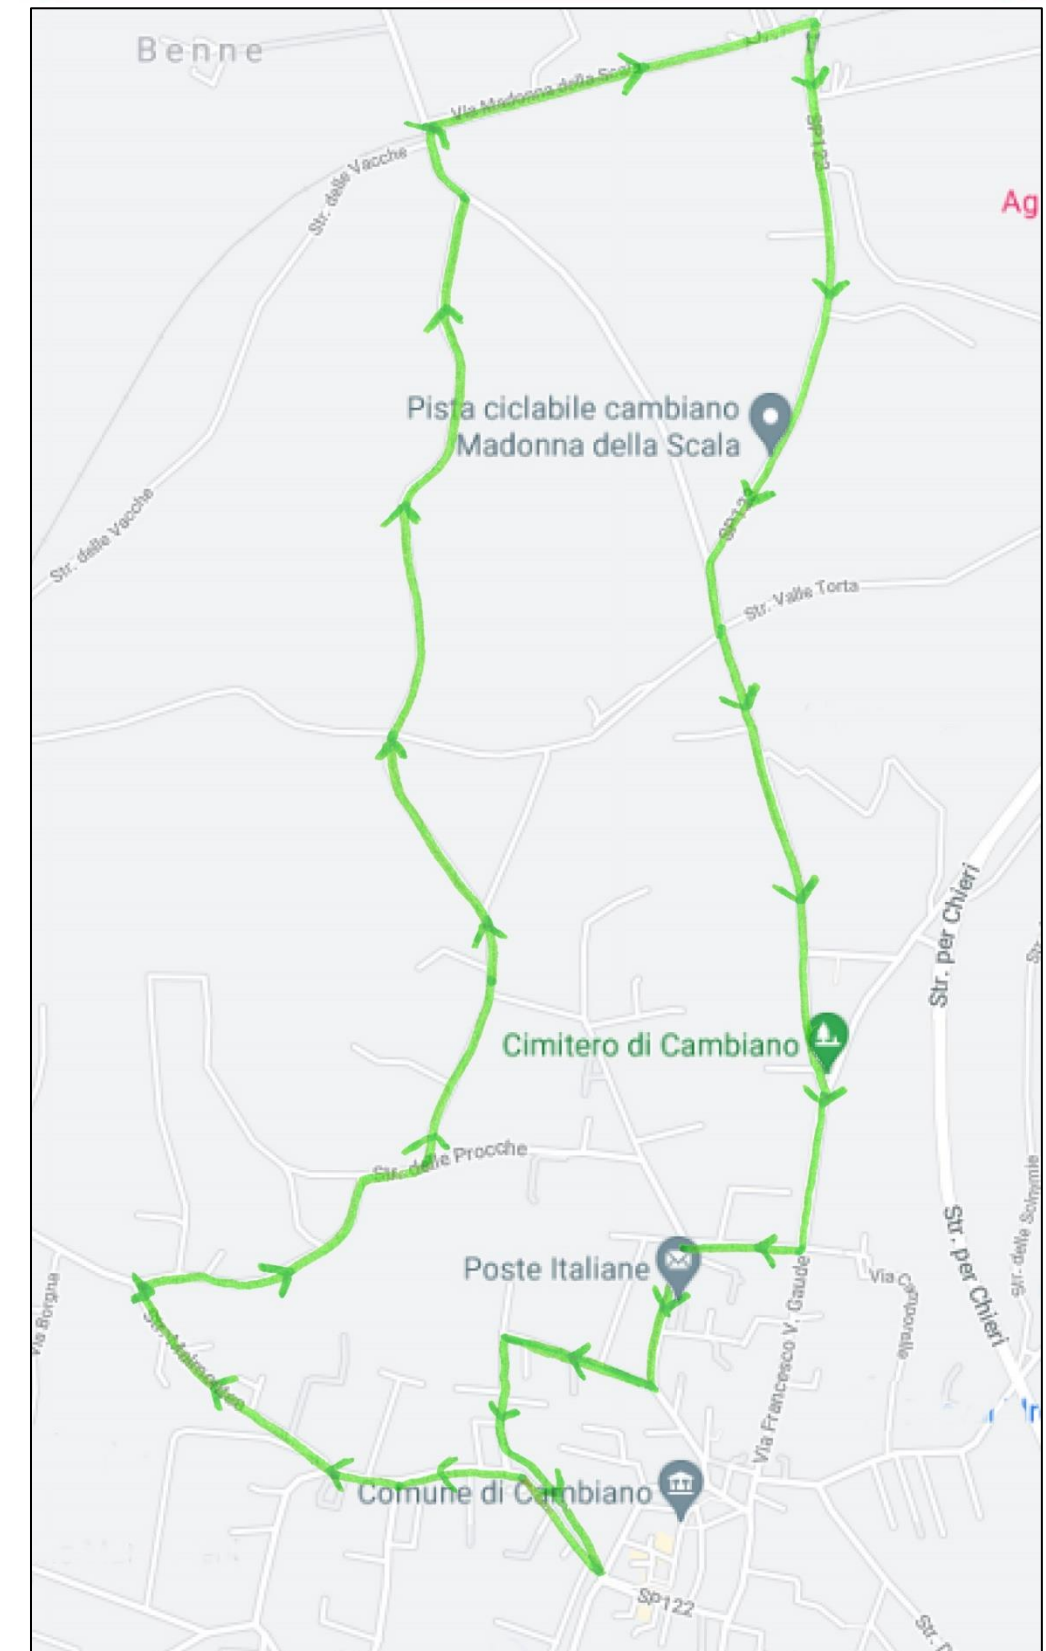 Benne
Via Madonna della Scala
Str. delle Vacche
SP122
Ag
Pista ciclabile cambiano
Madonna della Scala
Str. delle Vacche
Str. Valle Torta
Str. per Chieri
Cimitero di Cambiano
Str. delle Procche
Str. per Chieri
Poste Italiane
Via Borgna
Via Francesco V. Gaude
Comune di Cambiano
SP122